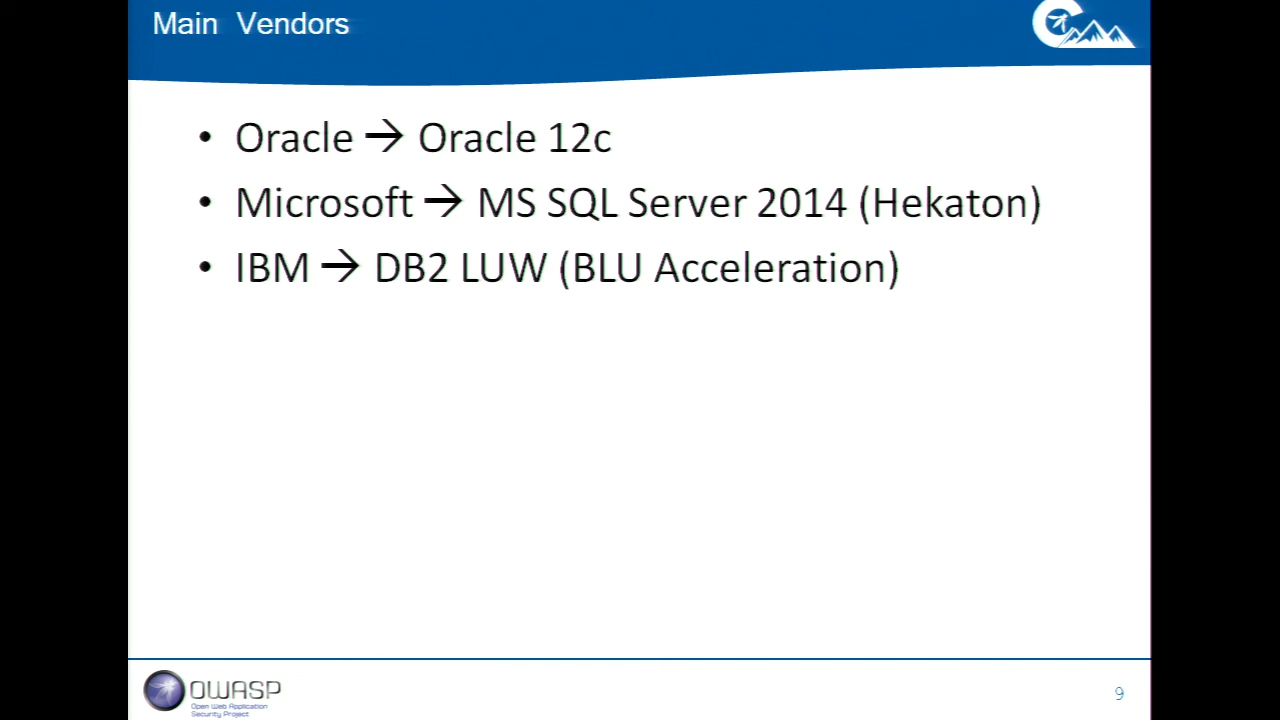 Main Vendors
• Oracle → Oracle 12c
• Microsoft → MS SQL Server 2014 (Hekaton)
• IBM → DB2 LUW (BLU Acceleration)
OWASP
Open Web Application
Security Project
9